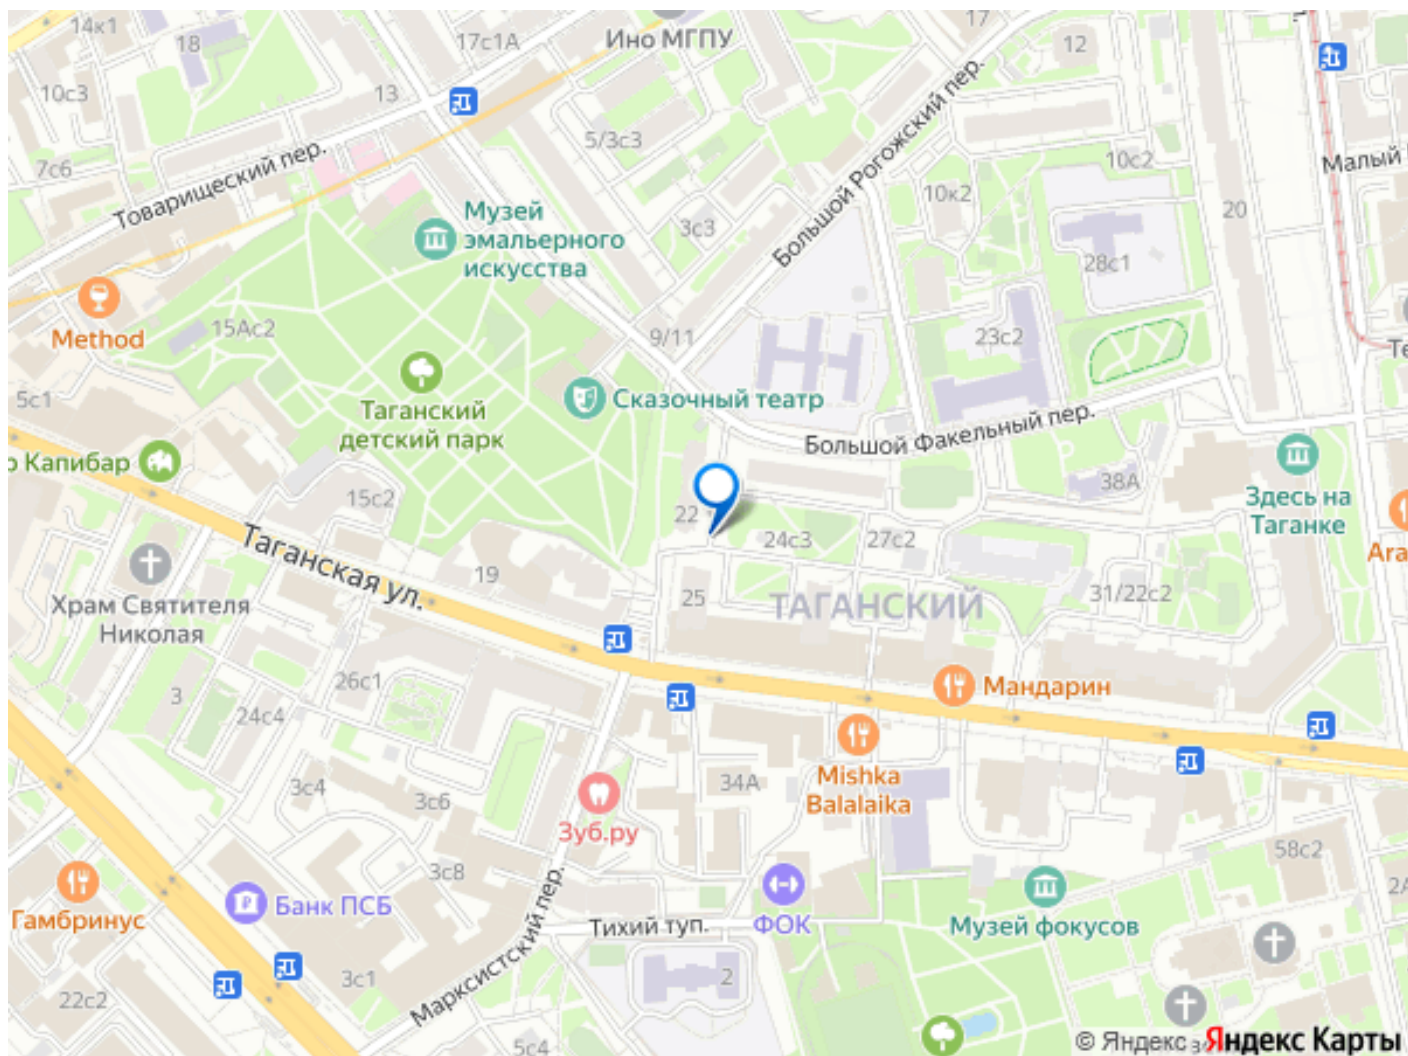 14к1
18
17с1А
Ино МГПУ
17
12
10с3
13
5/3с3
7с6
Товарищеский пер.
Большой Рогожский пер.
10с2
Малый
10к2
20
Музей
эмальерного
искусства
3с3
28с1
Method
15Ас2
9/11
23с2
Те
5с1
Таганский
детский парк
Сказочный театр
Большой Факельный пер.
о Капибар
15с2
38А
Здесь на
Таганке
22
24с3
27с2
Ara
Таганская ул.
19
25
ТАГАНСКИЙ
31/22с2
Храм Святителя
Николая
26с1
3
24с4
Мандарин
34А
Mishka
Balalaika
3с4
3с6
Зуб.ру
58с2
3с8
2А
Гамбринус
Банк ПСБ
Марксистский пер.
Тихий туп.
ФОК
Музей фокусов
3с1
2
22с2
5с4
© Яндекс
Яндекс Карты